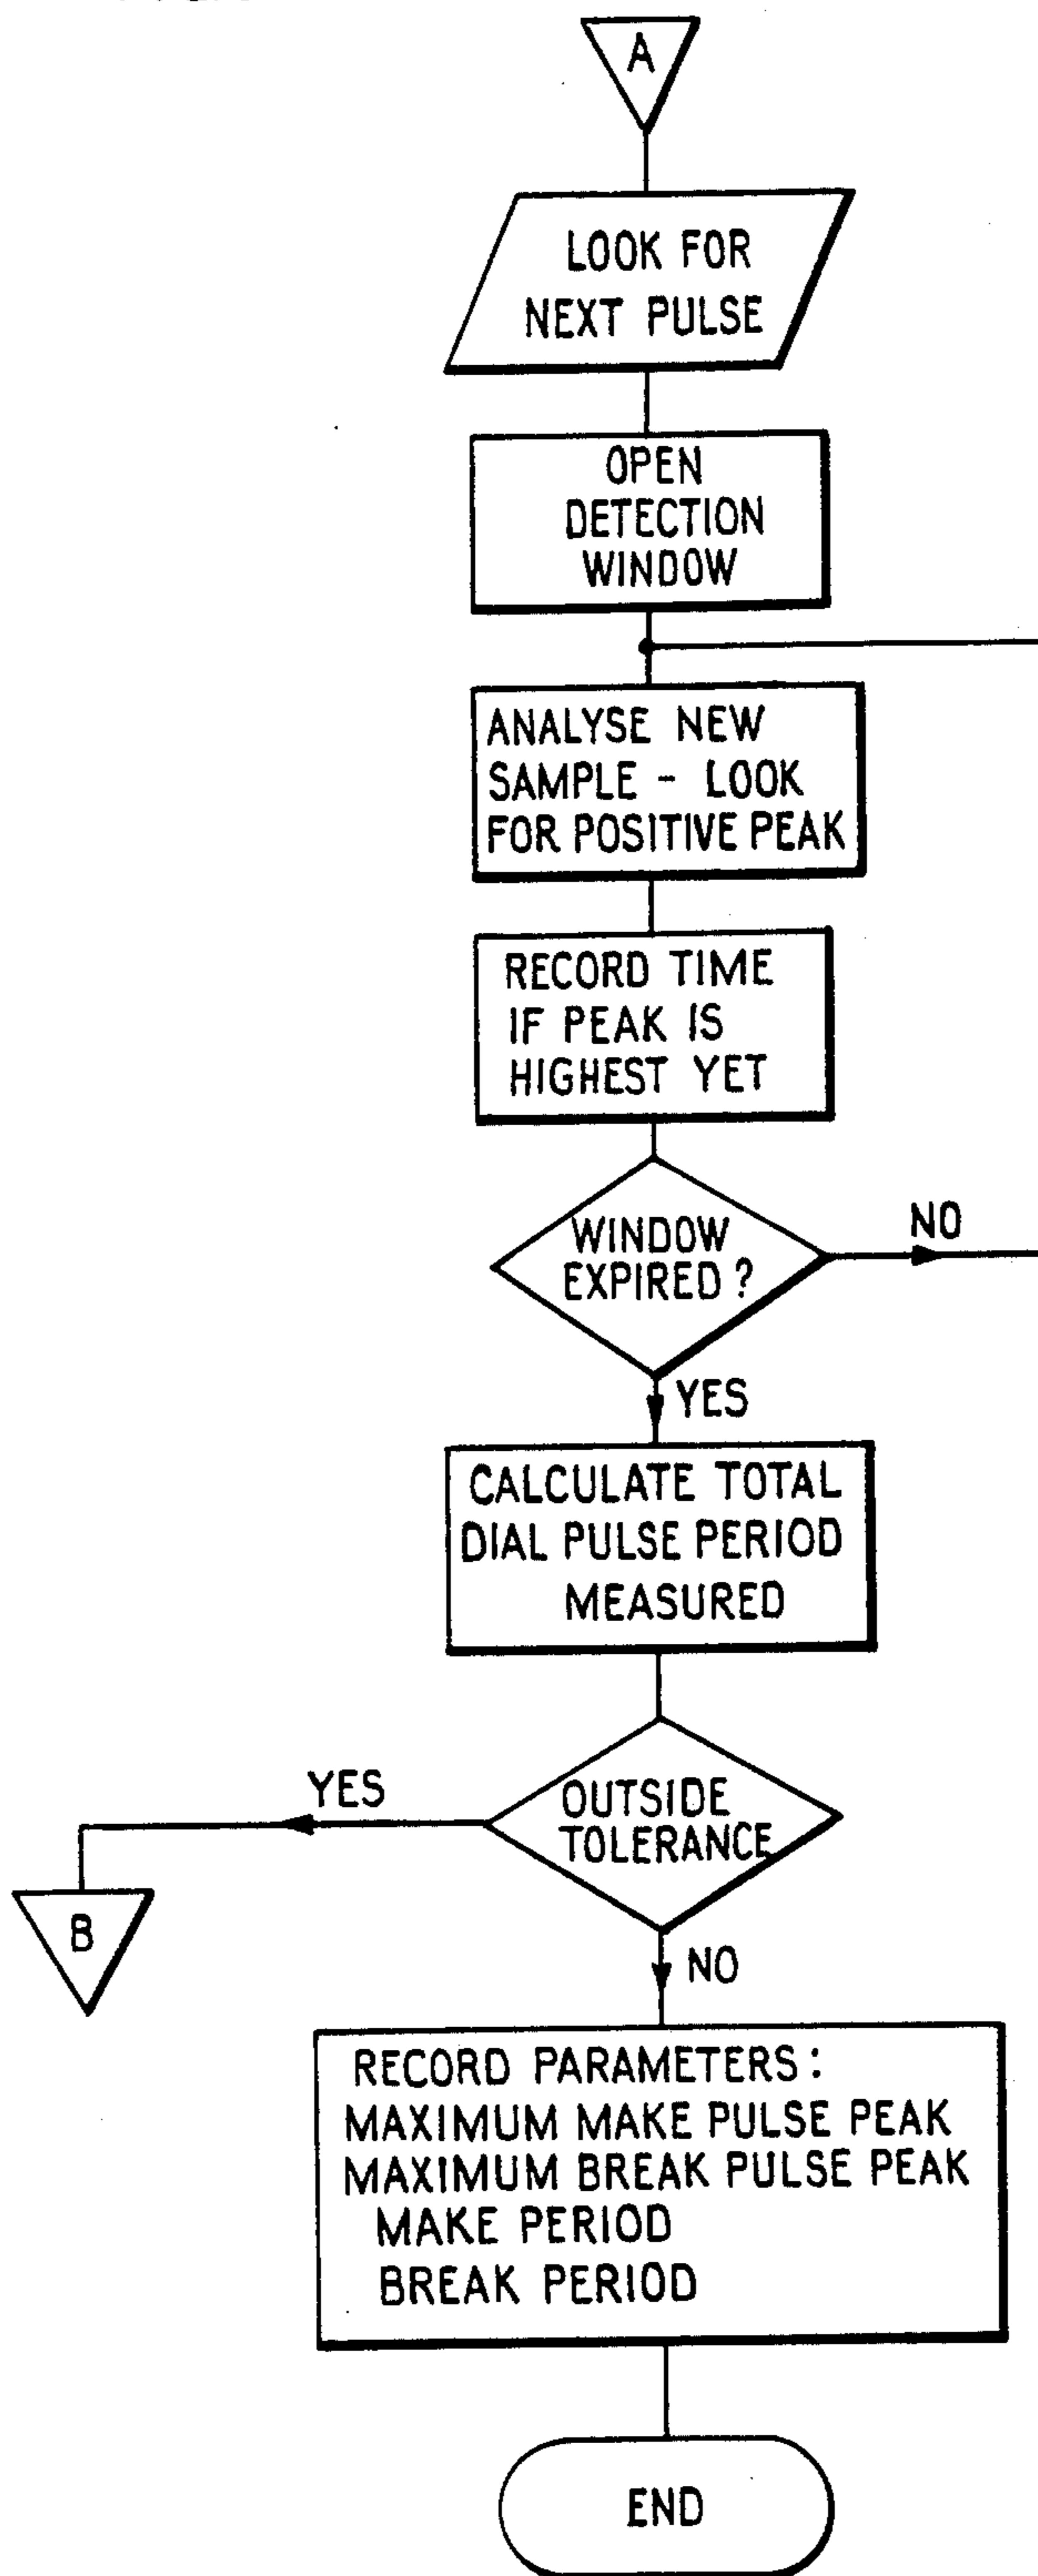 A
LOOK FOR
NEXT PULSE
OPEN
DETECTION
WINDOW
ANALYSE NEW
SAMPLE - LOOK
FOR POSITIVE PEAK
RECORD TIME
IF PEAK IS
HIGHEST YET
WINDOW
EXPIRED ?
NO
YES
CALCULATE TOTAL
DIAL PULSE PERIOD
MEASURED
OUTSIDE
TOLERANCE
YES
B
NO
RECORD PARAMETERS :
MAXIMUM MAKE PULSE PEAK
MAXIMUM BREAK PULSE PEAK
MAKE PERIOD
BREAK PERIOD
END